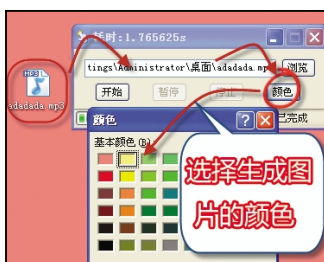 耗时:1.765625s
MP3
adadada.mp3
tings\Administrator\桌面\adadada.mp
浏览
开始
暂停
停止
颜色
颜色
已完成
基本颜色(B)
选择生成图
片的颜色